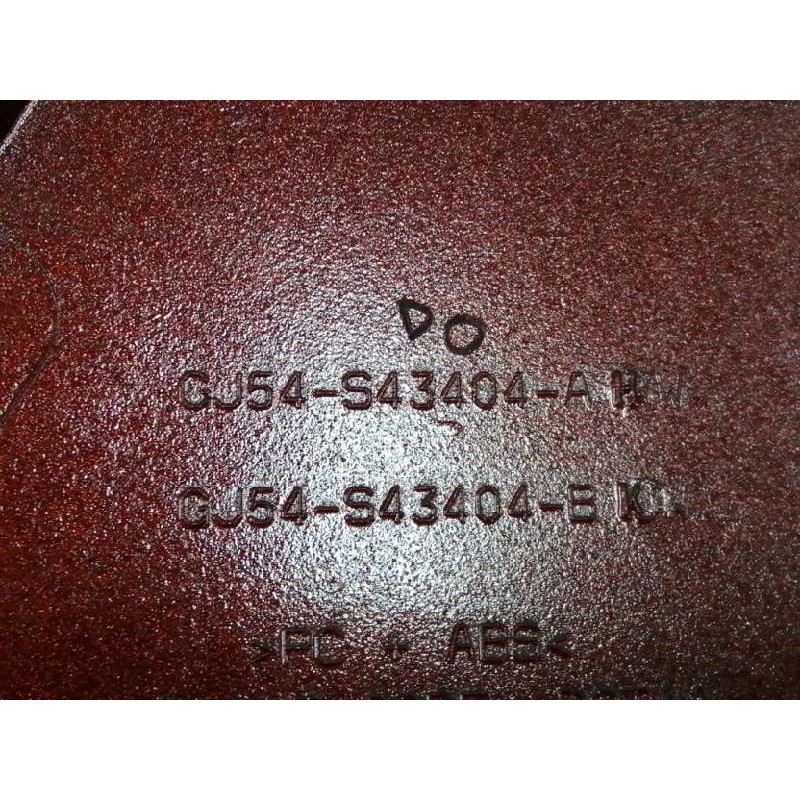 DO
GJ54-S43404-A
GJ54-S43404-B
>PC + ABS<